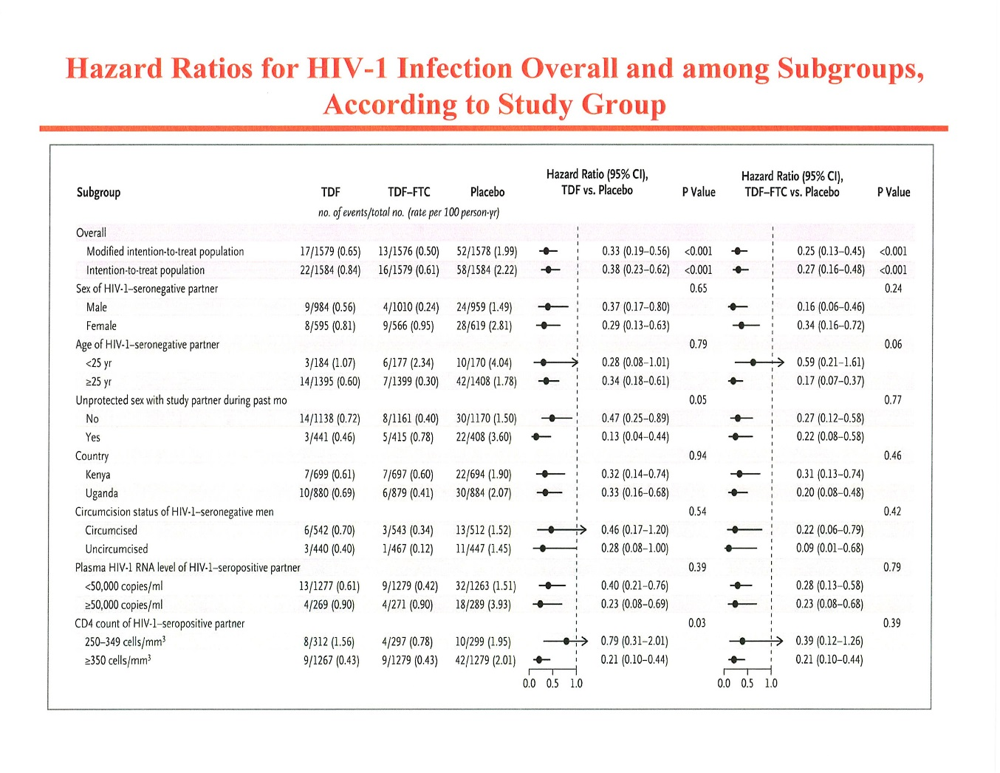 Hazard Ratios for HIV-1 Infection Overall and among Subgroups,
According to Study Group
Subgroup TDF TDF–FTC Placebo Hazard Ratio (95% CI), TDF vs. Placebo P Value Hazard Ratio (95% CI), TDF–FTC vs. Placebo P Value
no. of events/total no. (rate per 100 person-yr)
Overall
Modified intention-to-treat population 17/1579 (0.65) 13/1576 (0.50) 52/1578 (1.99) 0.33 (0.19–0.56) <0.001 0.25 (0.13–0.45) <0.001
Intention-to-treat population 22/1584 (0.84) 16/1579 (0.61) 58/1584 (2.22) 0.38 (0.23–0.62) <0.001 0.27 (0.16–0.48) <0.001
Sex of HIV-1–seronegative partner 0.65 0.24
Male 9/984 (0.56) 4/1010 (0.24) 24/959 (1.49) 0.37 (0.17–0.80) 0.16 (0.06–0.46)
Female 8/595 (0.81) 9/566 (0.95) 28/619 (2.81) 0.29 (0.13–0.63) 0.34 (0.16–0.72)
Age of HIV-1–seronegative partner 0.79 0.06
<25 yr 3/184 (1.07) 6/177 (2.34) 10/170 (4.04) 0.28 (0.08–1.01) 0.59 (0.21–1.61)
≥25 yr 14/1395 (0.60) 7/1399 (0.30) 42/1408 (1.78) 0.34 (0.18–0.61) 0.17 (0.07–0.37)
Unprotected sex with study partner during past mo 0.05 0.77
No 14/1138 (0.72) 8/1161 (0.40) 30/1170 (1.50) 0.47 (0.25–0.89) 0.27 (0.12–0.58)
Yes 3/441 (0.46) 5/415 (0.78) 22/408 (3.60) 0.13 (0.04–0.44) 0.22 (0.08–0.58)
Country 0.94 0.46
Kenya 7/699 (0.61) 7/697 (0.60) 22/694 (1.90) 0.32 (0.14–0.74) 0.31 (0.13–0.74)
Uganda 10/880 (0.69) 6/879 (0.41) 30/884 (2.07) 0.33 (0.16–0.68) 0.20 (0.08–0.48)
Circumcision status of HIV-1–seronegative men 0.54 0.42
Circumcised 6/542 (0.70) 3/543 (0.34) 13/512 (1.52) 0.46 (0.17–1.20) 0.22 (0.06–0.79)
Uncircumcised 3/440 (0.40) 1/467 (0.12) 11/447 (1.45) 0.28 (0.08–1.00) 0.09 (0.01–0.68)
Plasma HIV-1 RNA level of HIV-1–seropositive partner 0.39 0.79
<50,000 copies/ml 13/1277 (0.61) 9/1279 (0.42) 32/1263 (1.51) 0.40 (0.21–0.76) 0.28 (0.13–0.58)
≥50,000 copies/ml 4/269 (0.90) 4/271 (0.90) 18/289 (3.93) 0.23 (0.08–0.69) 0.23 (0.08–0.68)
CD4 count of HIV-1–seropositive partner 0.03 0.39
250–349 cells/mm³ 8/312 (1.56) 4/297 (0.78) 10/299 (1.95) 0.79 (0.31–2.01) 0.39 (0.12–1.26)
≥350 cells/mm³ 9/1267 (0.43) 9/1279 (0.43) 42/1279 (2.01) 0.21 (0.10–0.44) 0.21 (0.10–0.44)
0.0 0.5 1.0 0.0 0.5 1.0